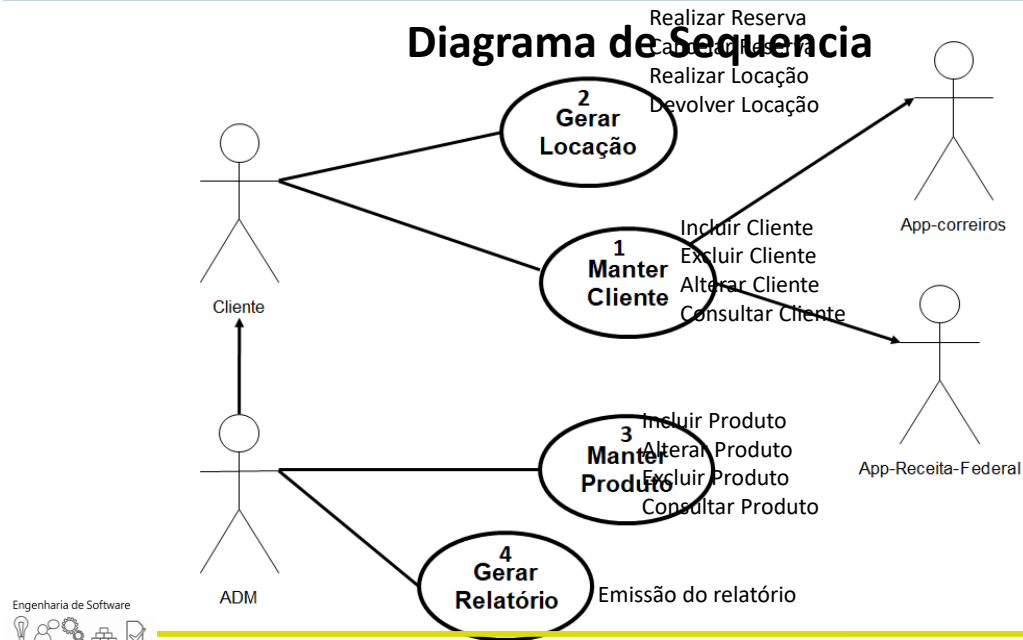 Diagrama de Sequencia
Realizar Reserva
Cancelar Reserva
Realizar Locação
Devolver Locação
2
Gerar
Locação
App-correiros
1
Manter
Cliente
Incluir Cliente
Excluir Cliente
Alterar Cliente
Consultar Cliente
Cliente
3
Manter
Produto
Incluir Produto
Alterar Produto
Excluir Produto
Consultar Produto
App-Receita-Federal
4
Gerar
Relatório
Emissão do relatório
ADM
Engenharia de Software